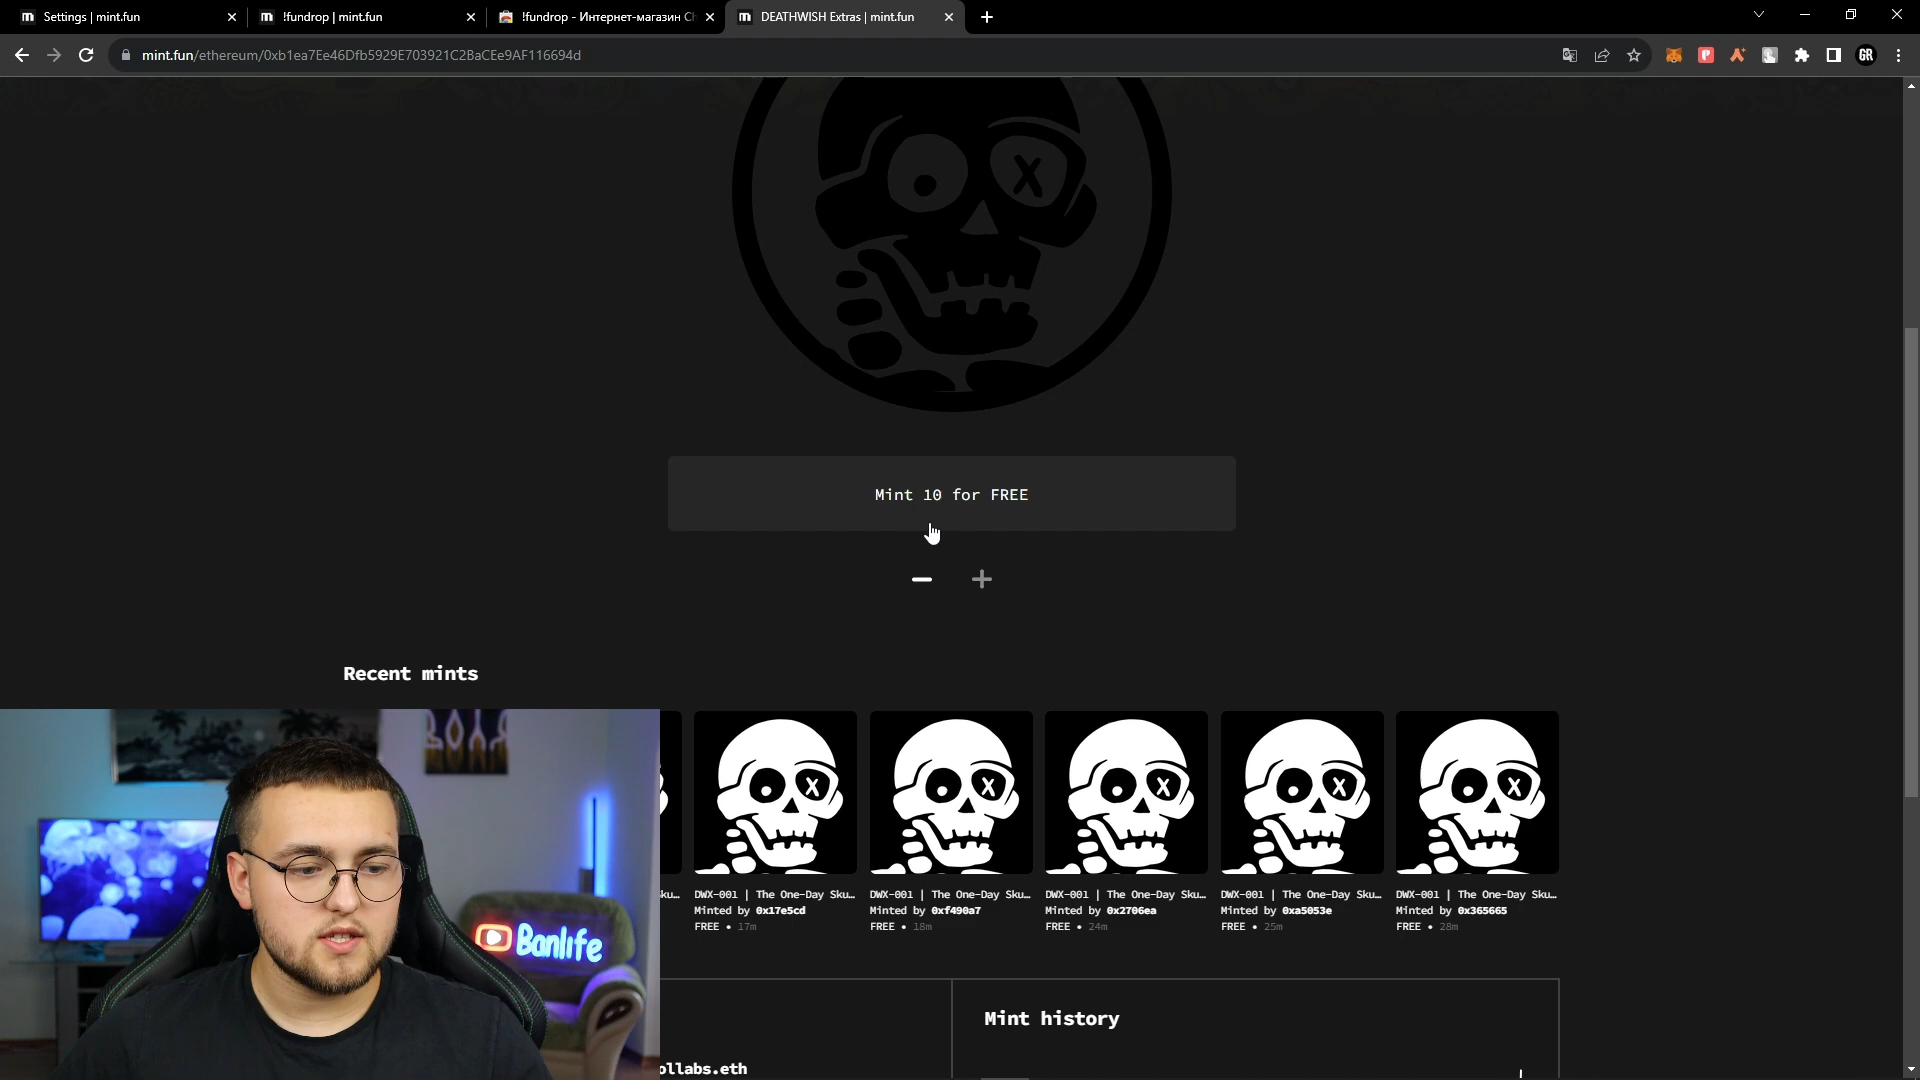 Settings | mint.fun
!fundrop | mint.fun
!fundrop - Интернет-магазин Ch
DEATHWISH Extras | mint.fun
mint.fun/ethereum/0xb1ea7Ee46Dfb5929E703921C2BaCEe9AF116694d
GR
X
Mint 10 for FREE
Recent mints
ku…
DWX-001 | The One-Day Sku…
Minted by 0x17e5cd
FREE • 17m
DWX-001 | The One-Day Sku…
Minted by 0xf490a7
FREE • 18m
DWX-001 | The One-Day Sku…
Minted by 0x2706ea
FREE • 24m
DWX-001 | The One-Day Sku…
Minted by 0xa5053e
FREE • 25m
DWX-001 | The One-Day Sku…
Minted by 0x365665
FREE • 28m
Banlife
Mint history
ollabs.eth